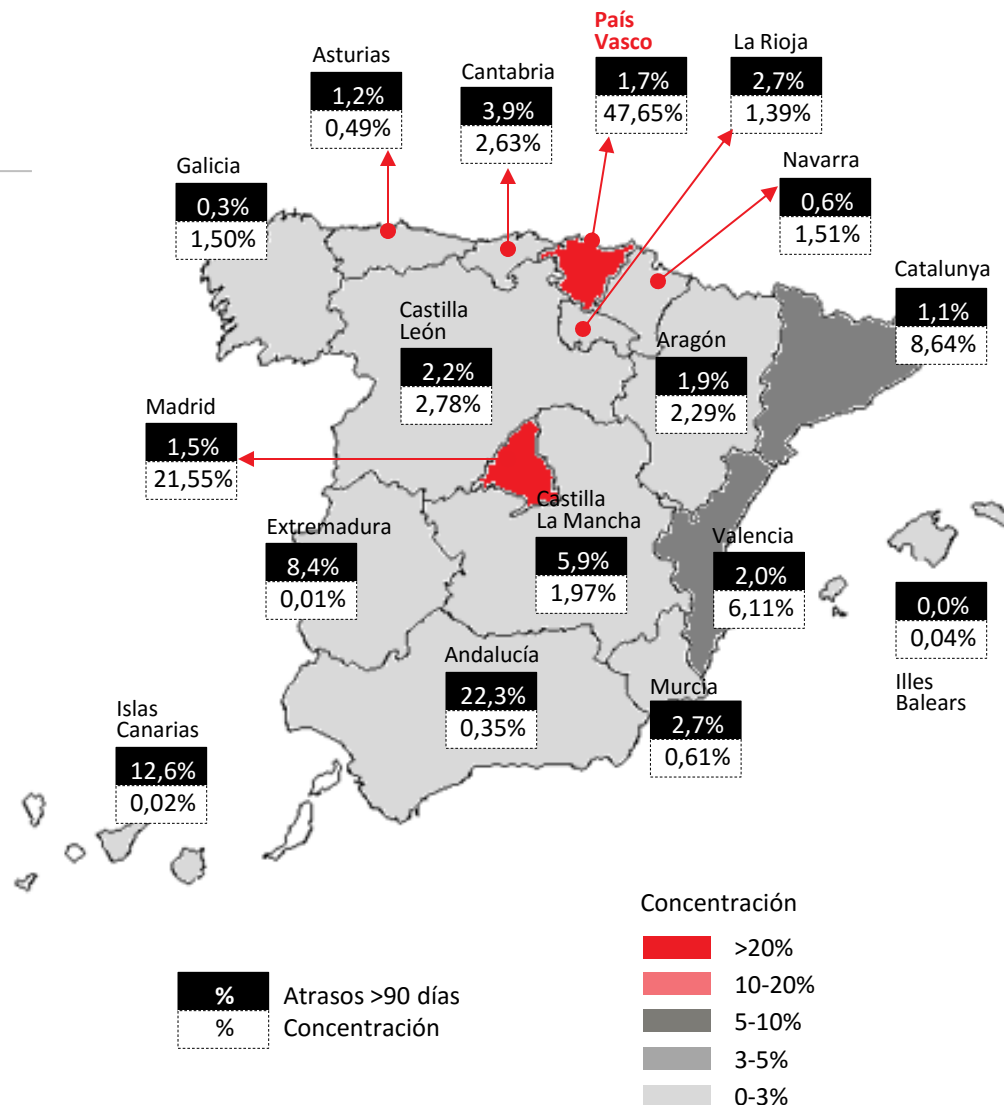 País
Vasco
1,7%
47,65%
La Rioja
2,7%
1,39%
Asturias
1,2%
0,49%
Cantabria
3,9%
2,63%
Navarra
0,6%
1,51%
Galicia
0,3%
1,50%
Catalunya
1,1%
8,64%
Castilla
León
2,2%
2,78%
Aragón
1,9%
2,29%
Madrid
1,5%
21,55%
Castilla
La Mancha
5,9%
1,97%
Extremadura
8,4%
0,01%
Valencia
2,0%
6,11%
0,0%
0,04%
Illes
Balears
Andalucía
22,3%
0,35%
Murcia
2,7%
0,61%
Islas
Canarias
12,6%
0,02%
% Atrasos >90 días
% Concentración
Concentración
>20%
10-20%
5-10%
3-5%
0-3%